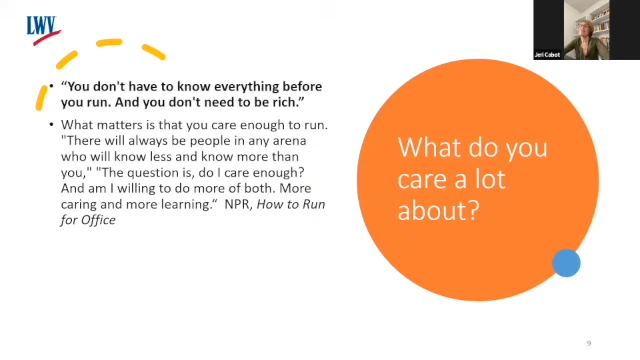 LWV
• “You don't have to know everything before
you run. And you don't need to be rich.”
• What matters is that you care enough to run.
"There will always be people in any arena
who will know less and know more than
you," "The question is, do I care enough?
And am I willing to do more of both. More
caring and more learning.“  NPR, How to Run
for Office
What do you
care a lot
about?
Jeri Cabot
9